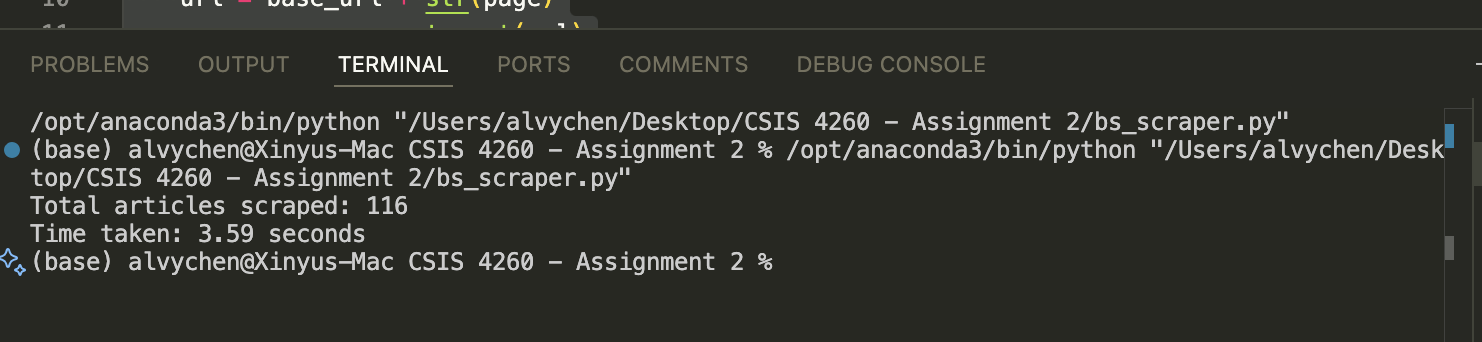 10 url = base_url + str(page)
11
PROBLEMS OUTPUT TERMINAL PORTS COMMENTS DEBUG CONSOLE
/opt/anaconda3/bin/python "/Users/alvychen/Desktop/CSIS 4260 - Assignment 2/bs_scraper.py"
(base) alvychen@Xinyus-Mac CSIS 4260 - Assignment 2 % /opt/anaconda3/bin/python "/Users/alvychen/Desk
top/CSIS 4260 - Assignment 2/bs_scraper.py"
Total articles scraped: 116
Time taken: 3.59 seconds
(base) alvychen@Xinyus-Mac CSIS 4260 - Assignment 2 %